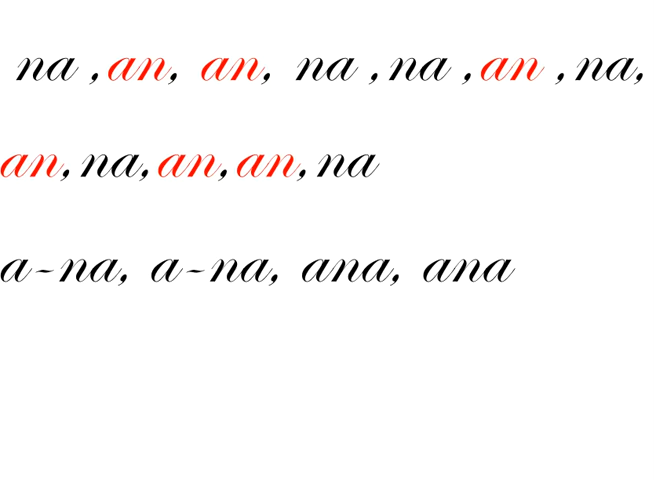 na ,an, an, na ,na ,an ,na,
an,na,an,an,na
a-na, a-na, ana, ana